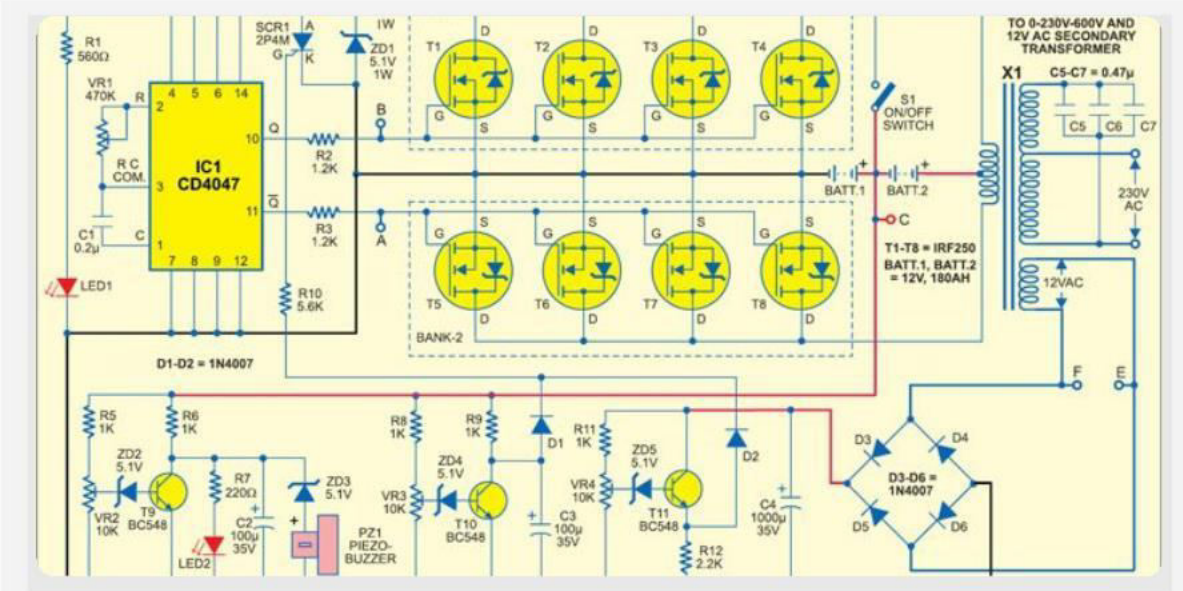 TO 0-230V-600V AND
12V AC SECONDARY
TRANSFORMER
X1
C5-C7 = 0.47µ
C5
C6
C7
230V
AC
12VAC
F
E
R1
560Ω
VR1
470K
R
2
4
5
6
14
R C
COM.
3
IC1
CD4047
C1
0.2µ
C
1
7
8
9
12
10
Q
11
Q̅
LED1
SCR1
2P4M
A
G
K
1W
ZD1
5.1V
1W
B
R2
1.2K
R3
1.2K
A
R10
5.6K
D
D
D
D
T1
T2
T3
T4
G
G
G
G
S
S
S
S
S
S
S
S
G
G
G
G
T5
T6
T7
T8
D
D
D
D
BANK-2
S1
ON/OFF
SWITCH
+
BATT.1
+
BATT.2
C
T1-T8 = IRF250
BATT.1, BATT.2
= 12V, 180AH
D1-D2 = 1N4007
R5
1K
R6
1K
ZD2
5.1V
VR2
10K
T9
BC548
R7
220Ω
LED2
+
C2
100µ
35V
ZD3
5.1V
+
PZ1
PIEZO-
BUZZER
R8
1K
R9
1K
ZD4
5.1V
VR3
10K
T10
BC548
D1
+
C3
100µ
35V
R11
1K
ZD5
5.1V
VR4
10K
T11
BC548
D2
R12
2.2K
+
C4
1000µ
35V
D3
D4
D3-D6 =
1N4007
D5
D6